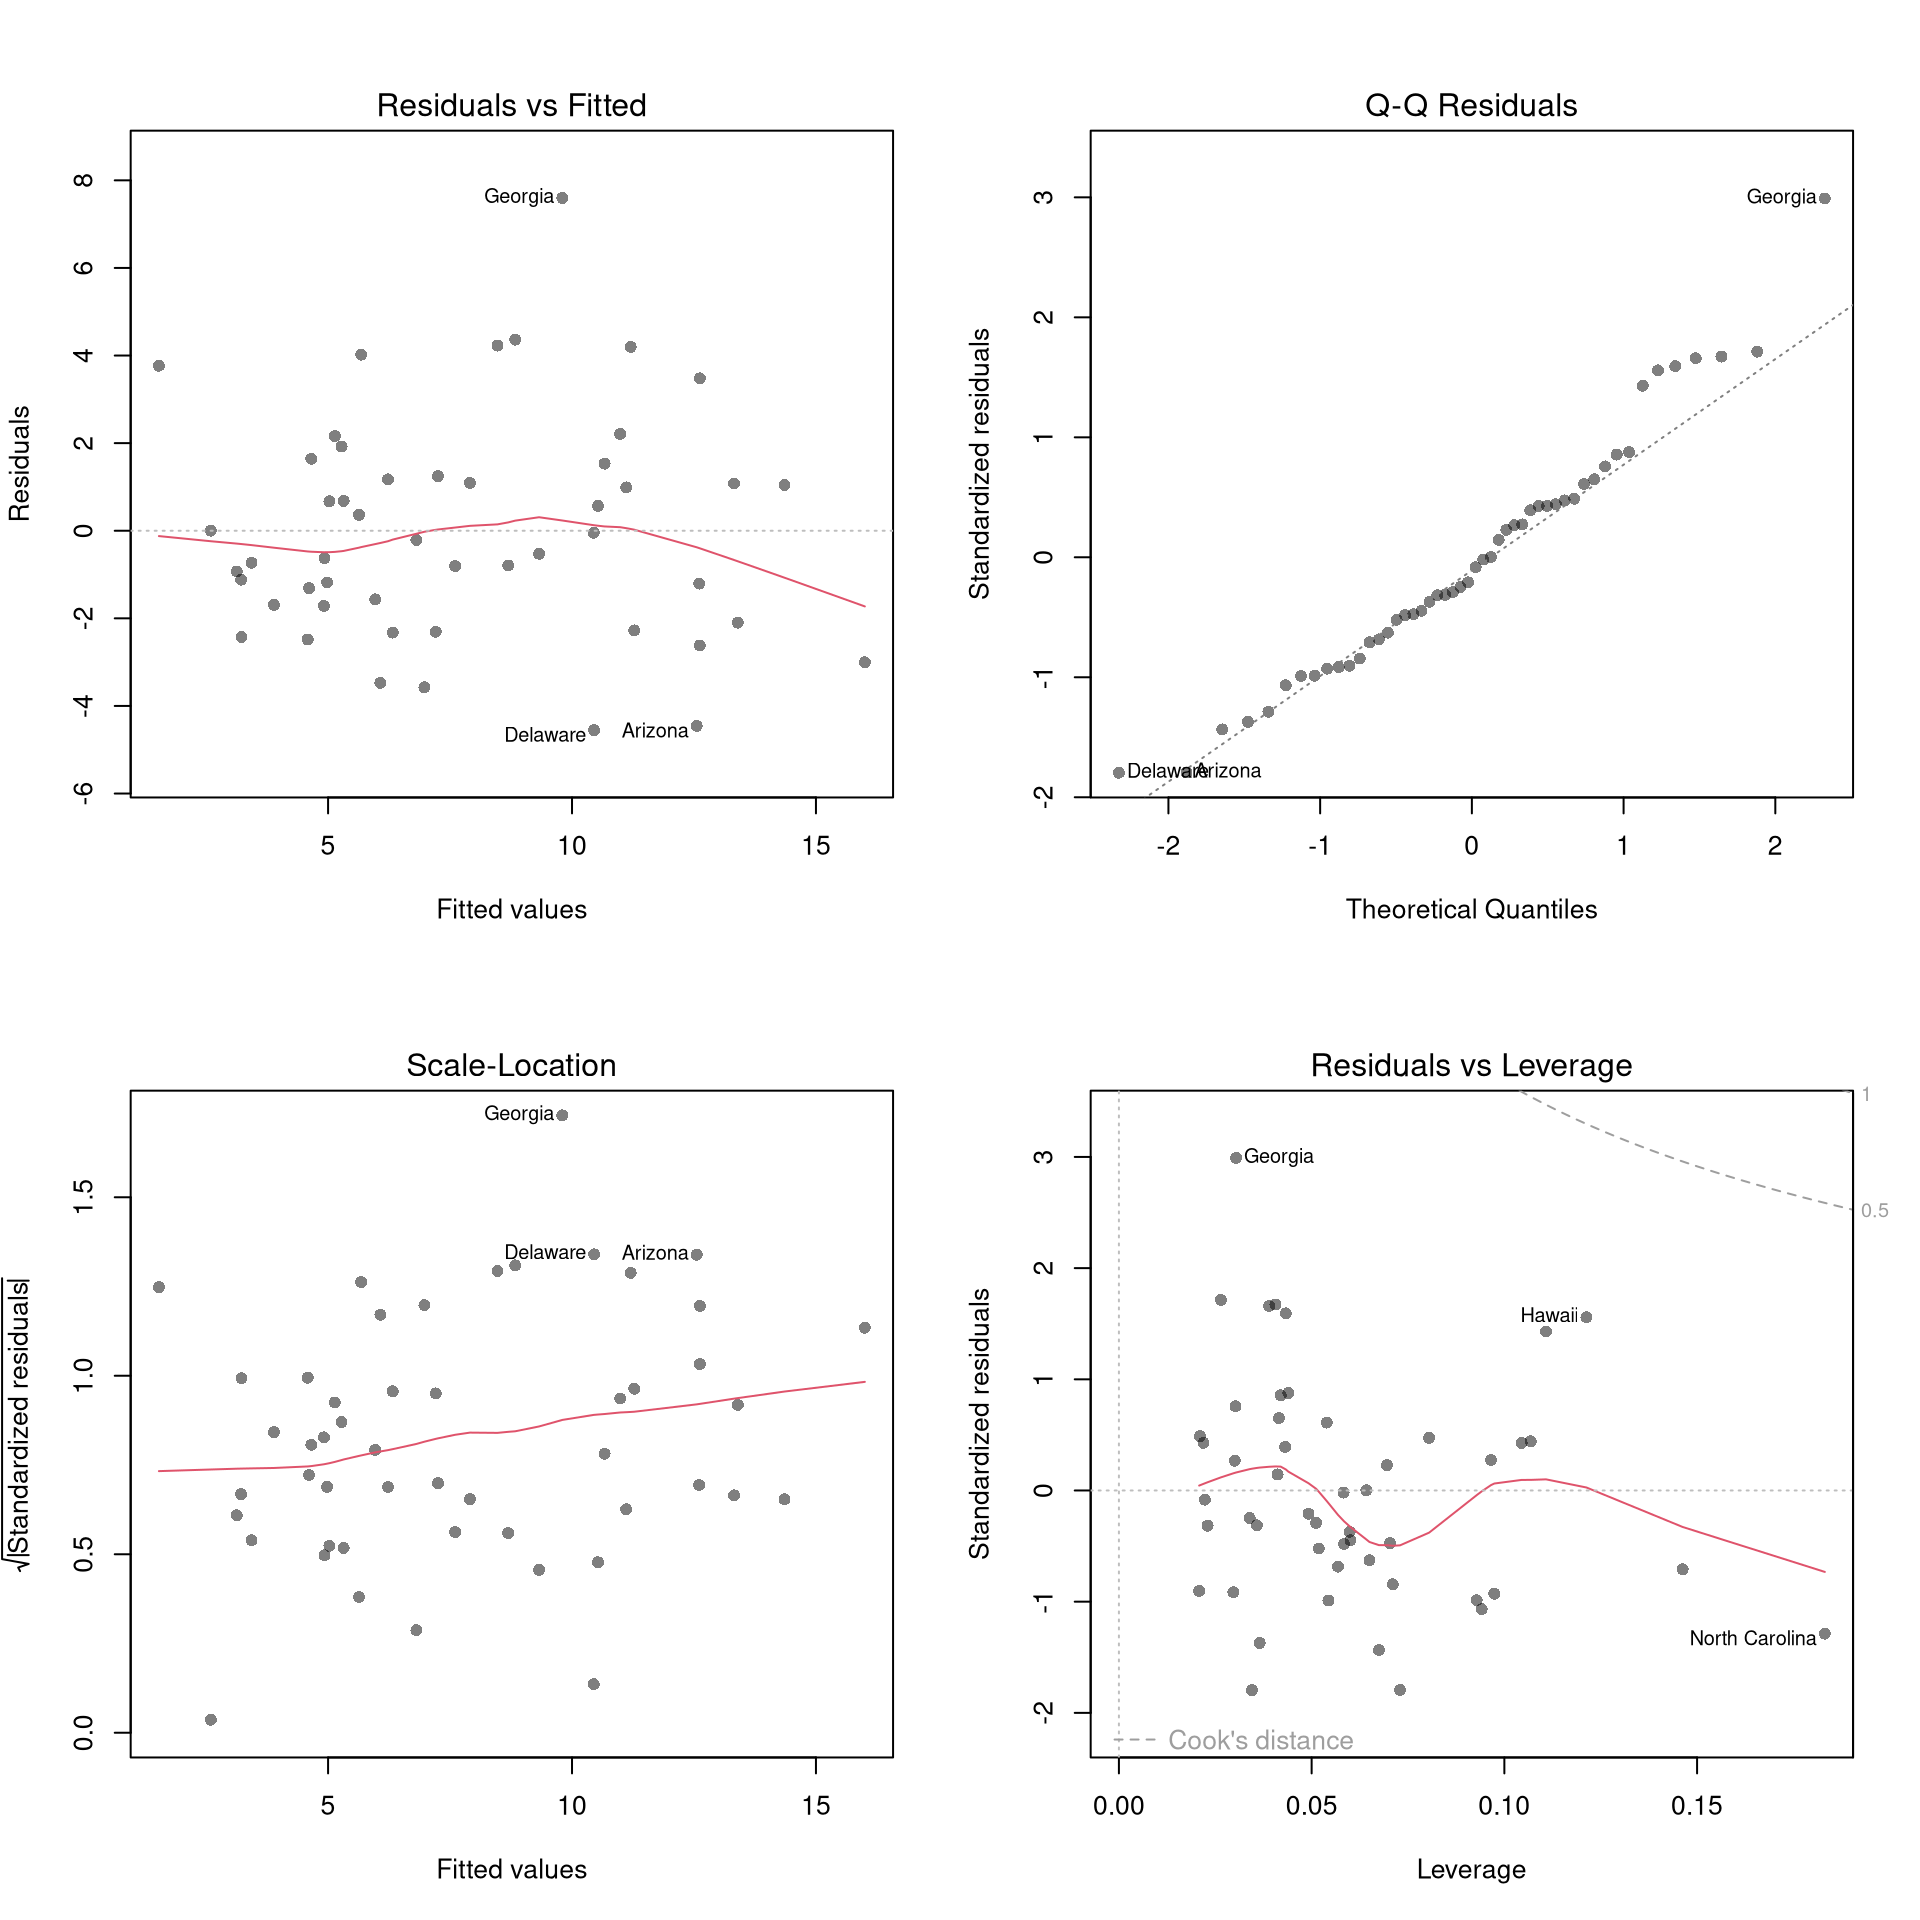 Residuals vs Fitted
Residuals
8
6
4
2
0
-2
-4
-6
Georgia
Delaware
Arizona
5
10
15
Fitted values
Q-Q Residuals
Standardized residuals
3
2
1
0
-1
-2
Georgia
Delaware
Arizona
-2
-1
0
1
2
Theoretical Quantiles
Scale-Location
√|Standardized residuals|
1.5
1.0
0.5
0.0
Georgia
Delaware
Arizona
5
10
15
Fitted values
Residuals vs Leverage
Standardized residuals
3
2
1
0
-1
-2
1
0.5
Georgia
Hawaii
North Carolina
Cook's distance
0.00
0.05
0.10
0.15
Leverage